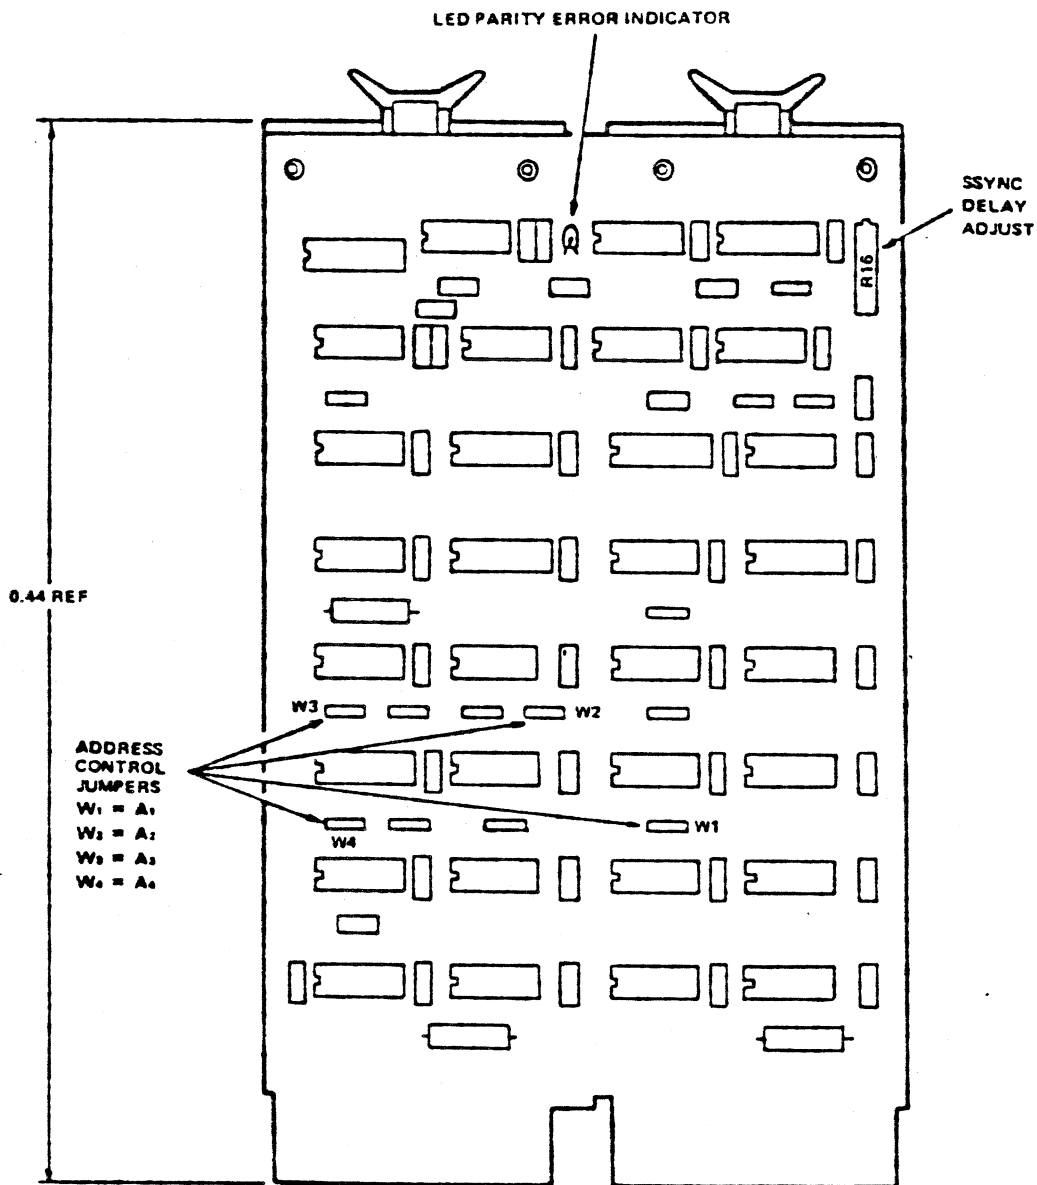 LED PARITY ERROR INDICATOR
SSYNC
DELAY
ADJUST
R16
0.44 REF
W3
W2
ADDRESS
CONTROL
JUMPERS
W₁ = A₁
W₂ = A₂
W₃ = A₃
W₄ = A₄
W1
W4